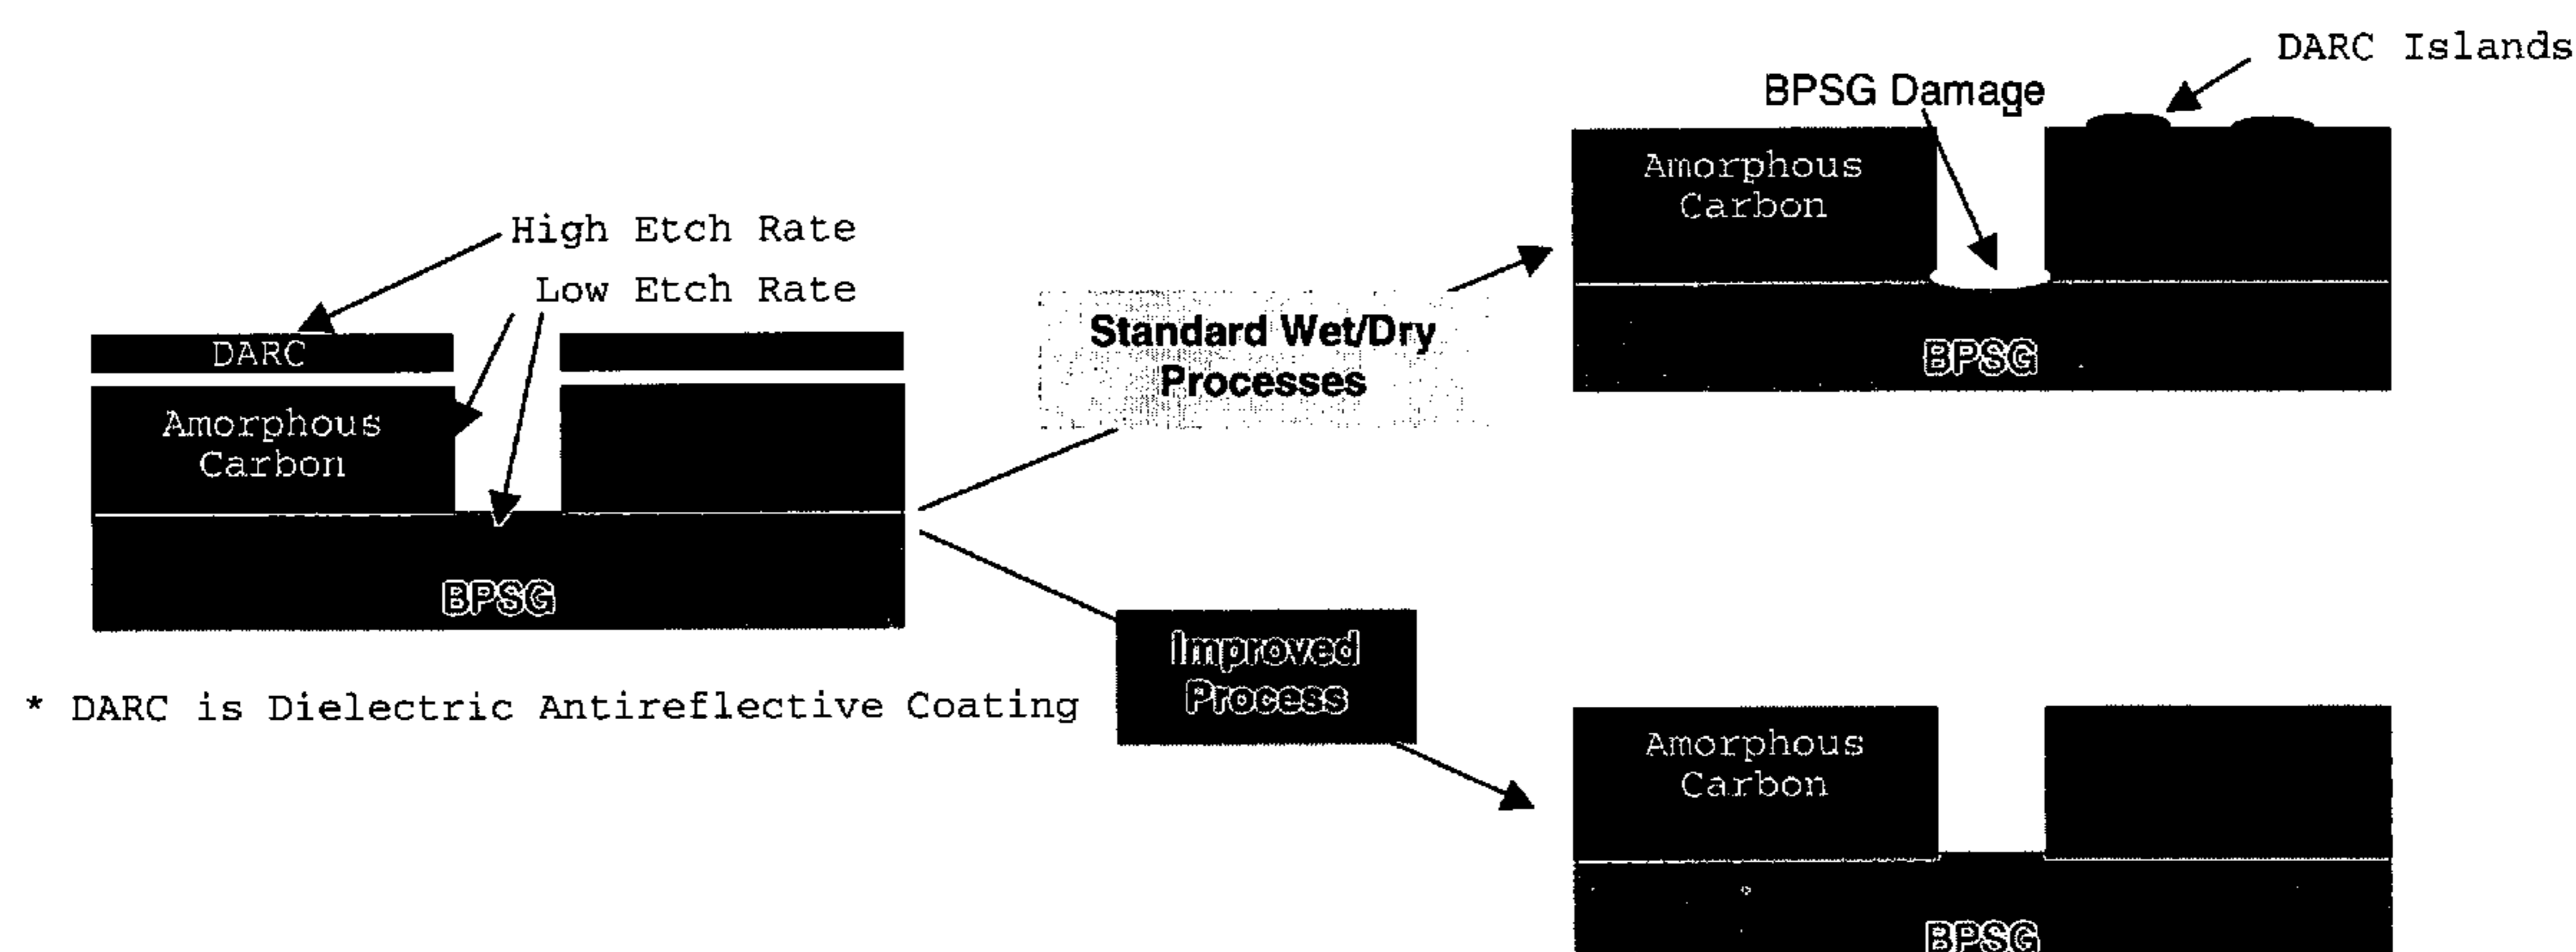 DARC Islands
BPSG Damage
Amorphous
Carbon
BPSG
High Etch Rate
Low Etch Rate
DARC
Amorphous
Carbon
BPSG
Standard Wet/Dry
Processes
Improved
Process
* DARC is Dielectric Antireflective Coating
Amorphous
Carbon
BPSG